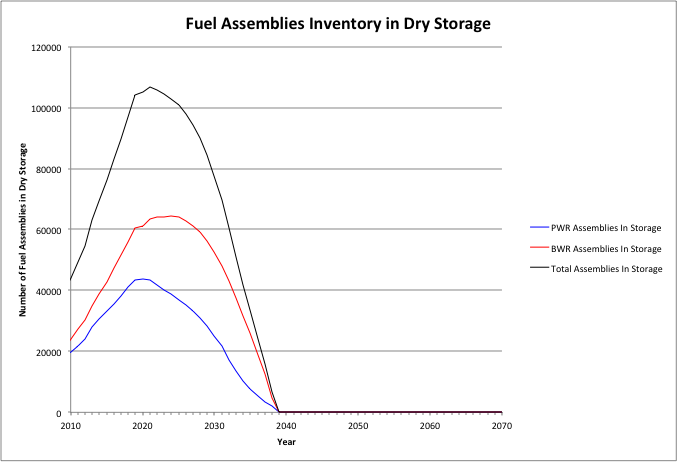 Fuel Assemblies Inventory in Dry Storage
120000
100000
80000
60000
40000
20000
0
Number of Fuel Assemblies in Dry Storage
2010 2020 2030 2040 2050 2060 2070
Year
PWR Assemblies In Storage
BWR Assemblies In Storage
Total Assemblies In Storage